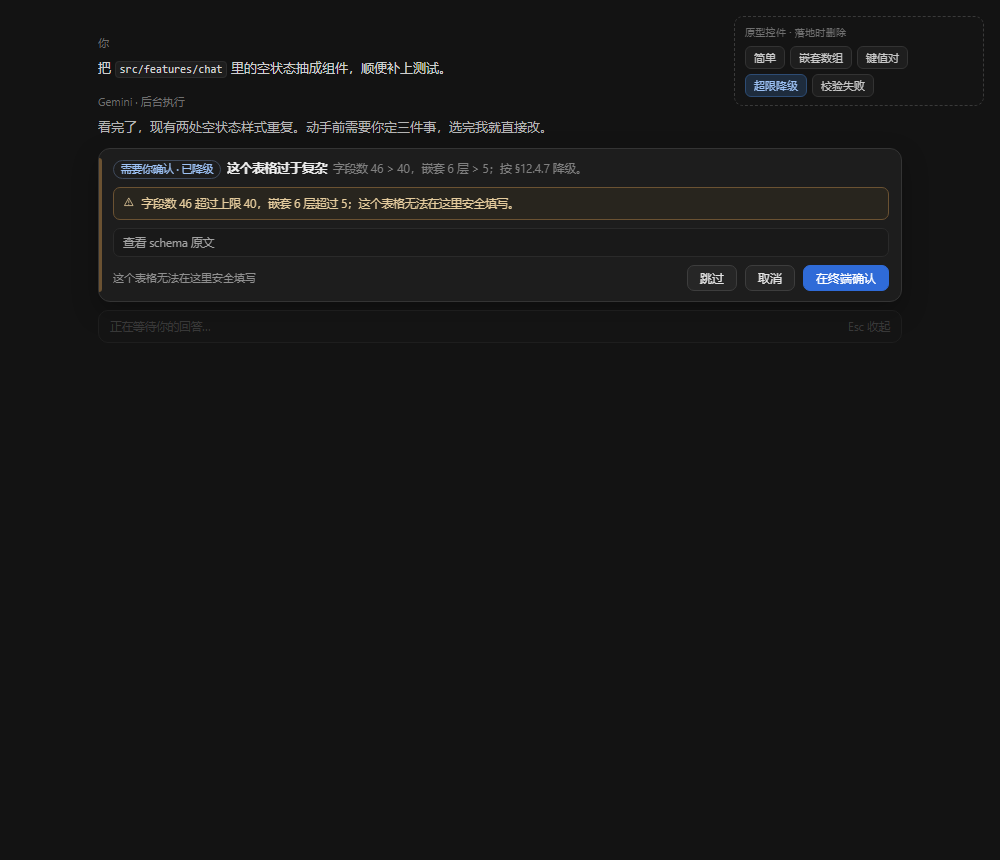 原型控件 · 落地时删除
简单 嵌套数组 键值对
超限降级 校验失败
你
把 src/features/chat 里的空状态抽成组件，顺便补上测试。
Gemini · 后台执行
看完了，现有两处空状态样式重复。动手前需要你定三件事，选完我就直接改。
需要你确认 · 已降级 这个表格过于复杂 字段数 46 > 40，嵌套 6 层 > 5；按 §12.4.7 降级。
⚠ 字段数 46 超过上限 40，嵌套 6 层超过 5；这个表格无法在这里安全填写。
查看 schema 原文
这个表格无法在这里安全填写 跳过 取消 在终端确认
正在等待你的回答… Esc 收起